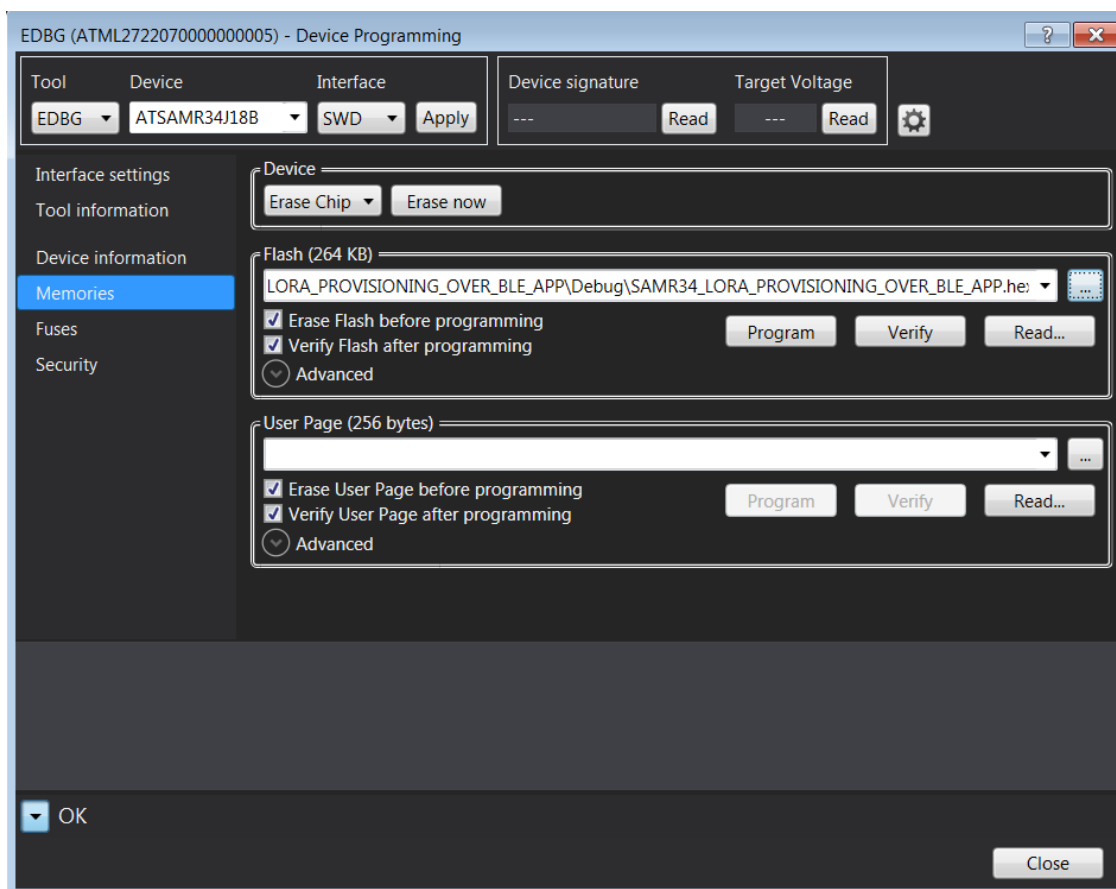 EDBG (ATML2722070000000005) - Device Programming
Tool Device Interface Device signature Target Voltage
EDBG ATSAMR34J18B SWD Apply --- Read --- Read
Interface settings
Tool information
Device information
Memories
Fuses
Security
Device
Erase Chip Erase now
Flash (264 KB)
LORA_PROVISIONING_OVER_BLE_APP\Debug\SAMR34_LORA_PROVISIONING_OVER_BLE_APP.hex ...
Erase Flash before programming
Verify Flash after programming
Program Verify Read...
Advanced
User Page (256 bytes)
...
Erase User Page before programming
Verify User Page after programming
Program Verify Read...
Advanced
OK
Close